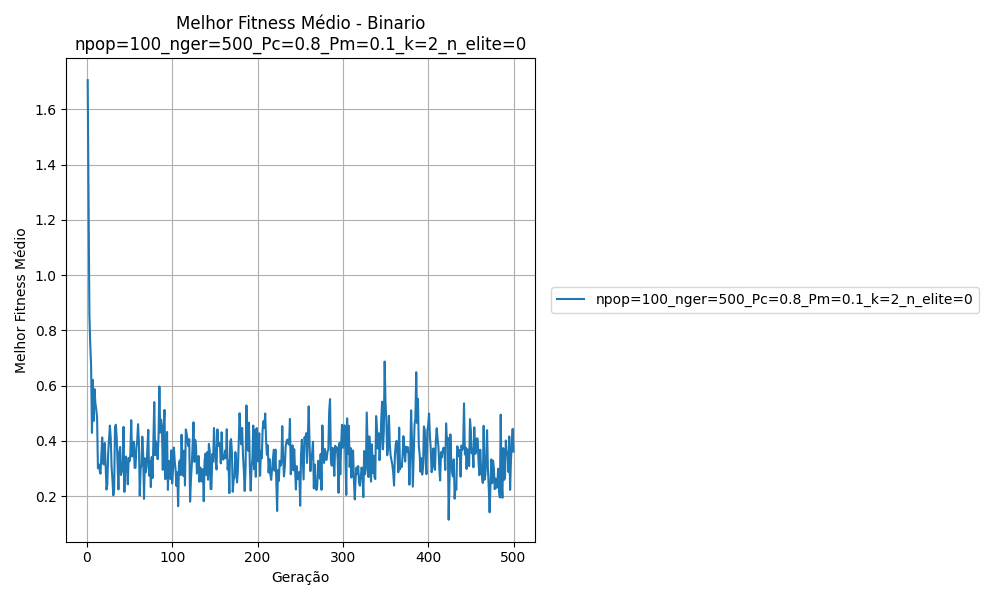 Melhor Fitness Médio - Binario
npop=100_nger=500_Pc=0.8_Pm=0.1_k=2_n_elite=0
Melhor Fitness Médio
1.6
1.4
1.2
1.0
0.8
0.6
0.4
0.2
0 100 200 300 400 500
Geração
npop=100_nger=500_Pc=0.8_Pm=0.1_k=2_n_elite=0